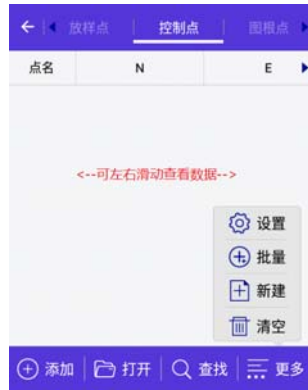 放样点 控制点 图根点
点名 N E
<--可左右滑动查看数据-->
设置
批量
新建
清空
添加 打开 查找 更多